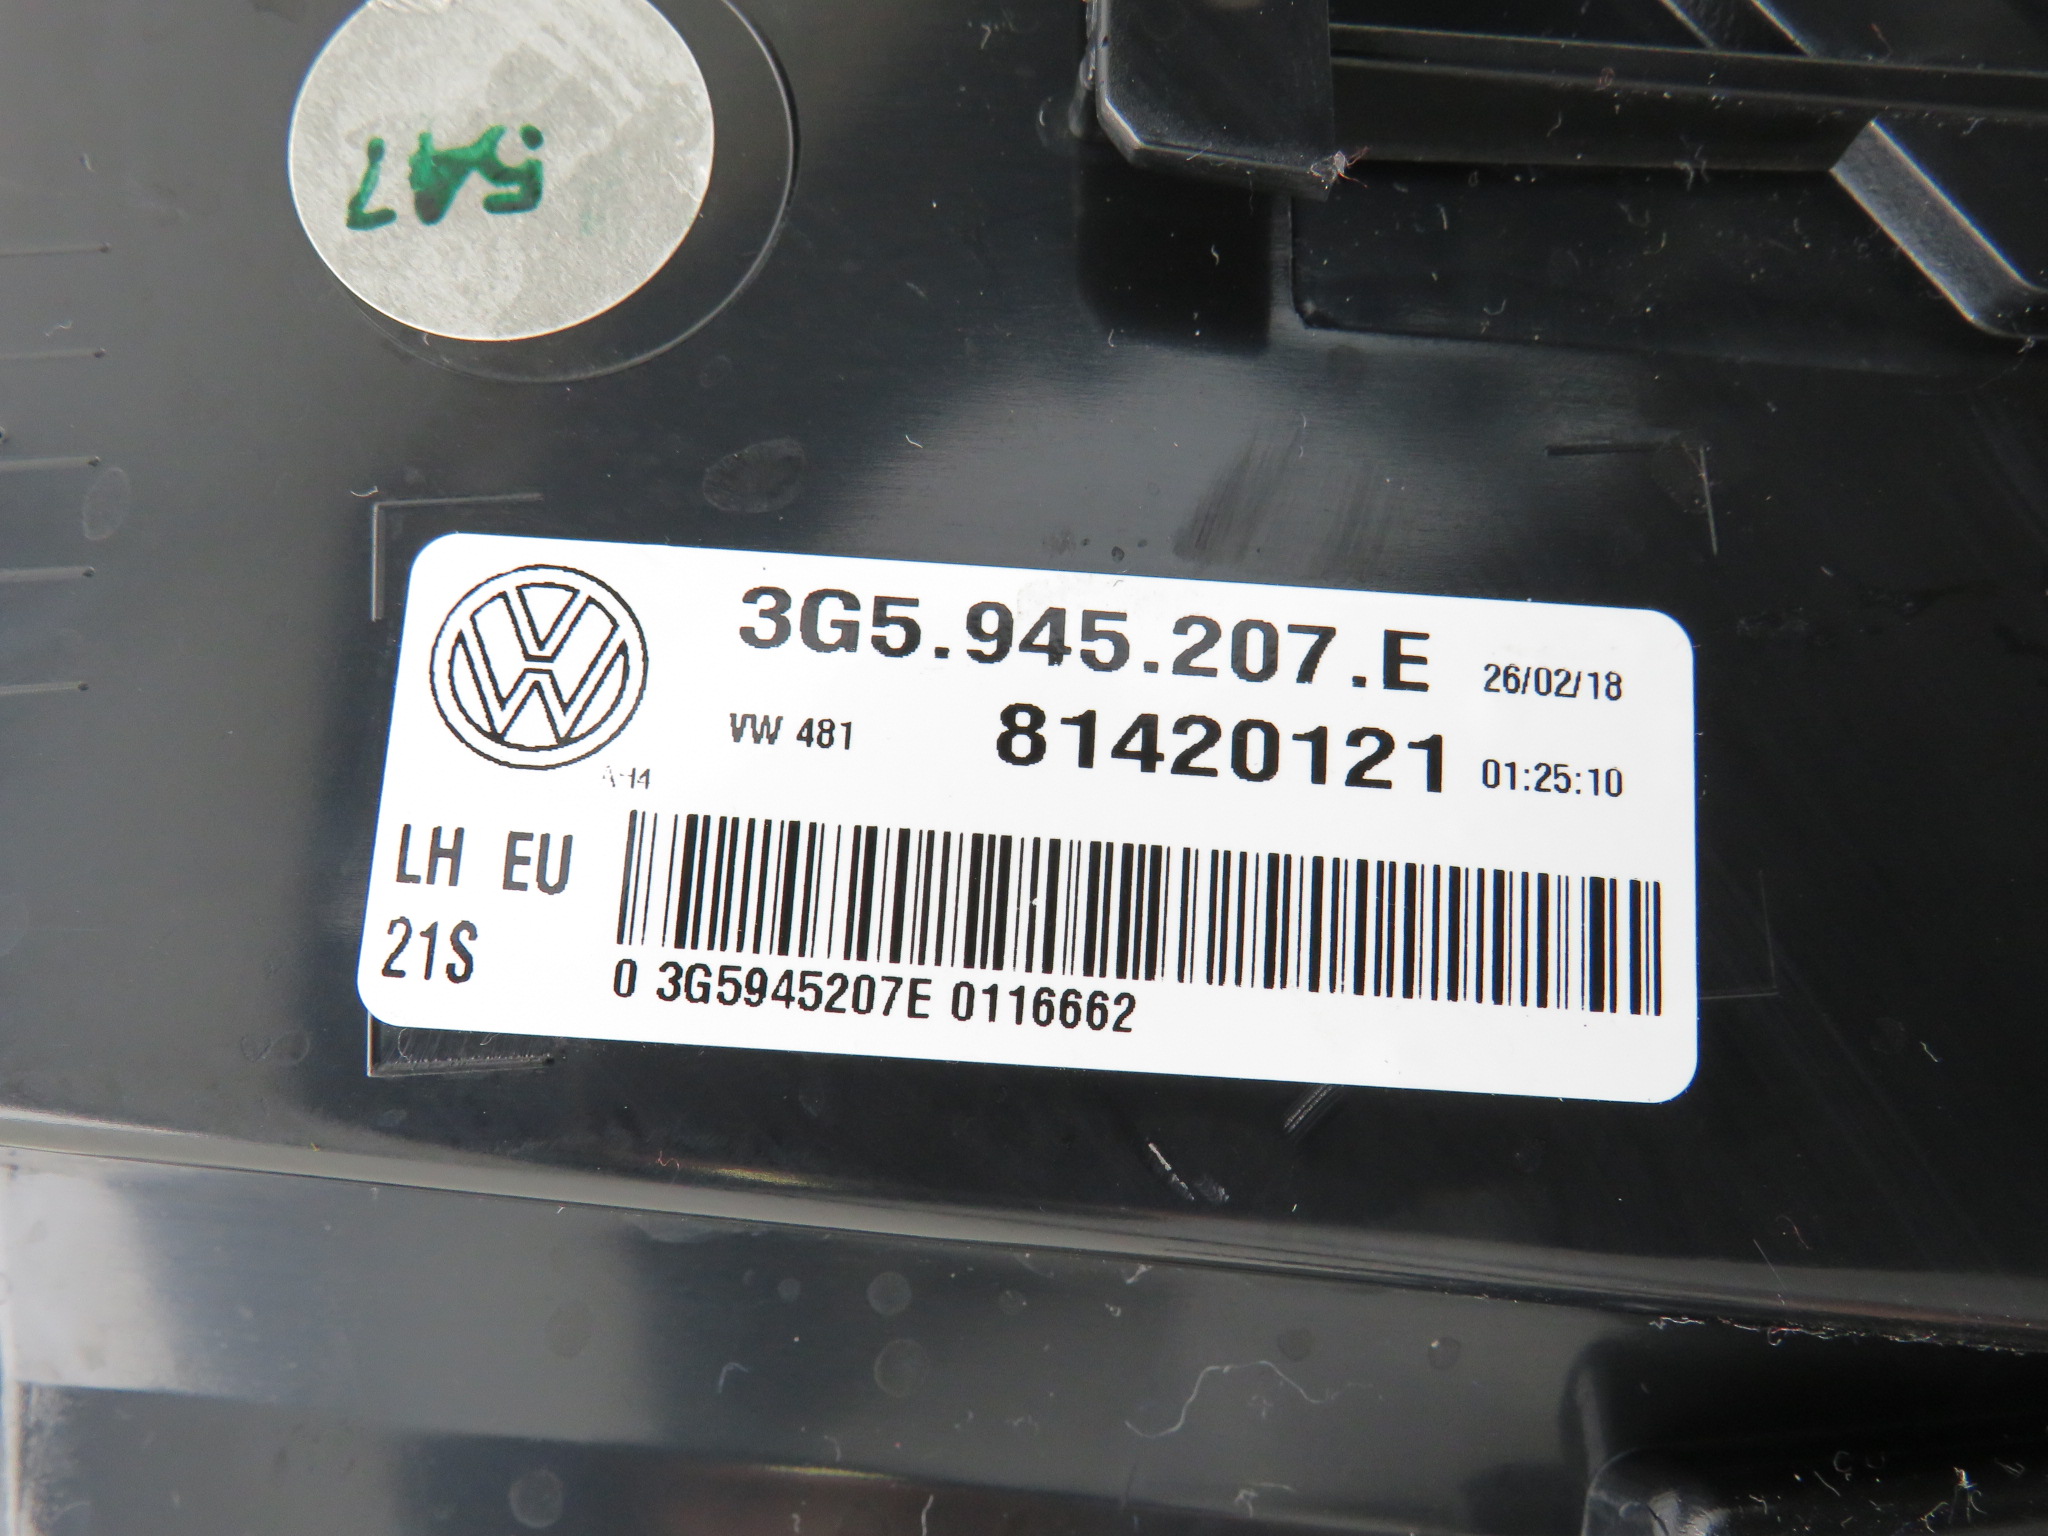 547
3G5.945.207.E 26/02/18
VW 481 81420121 01:25:10
LH EU
21S
0 3G5945207E 0116662